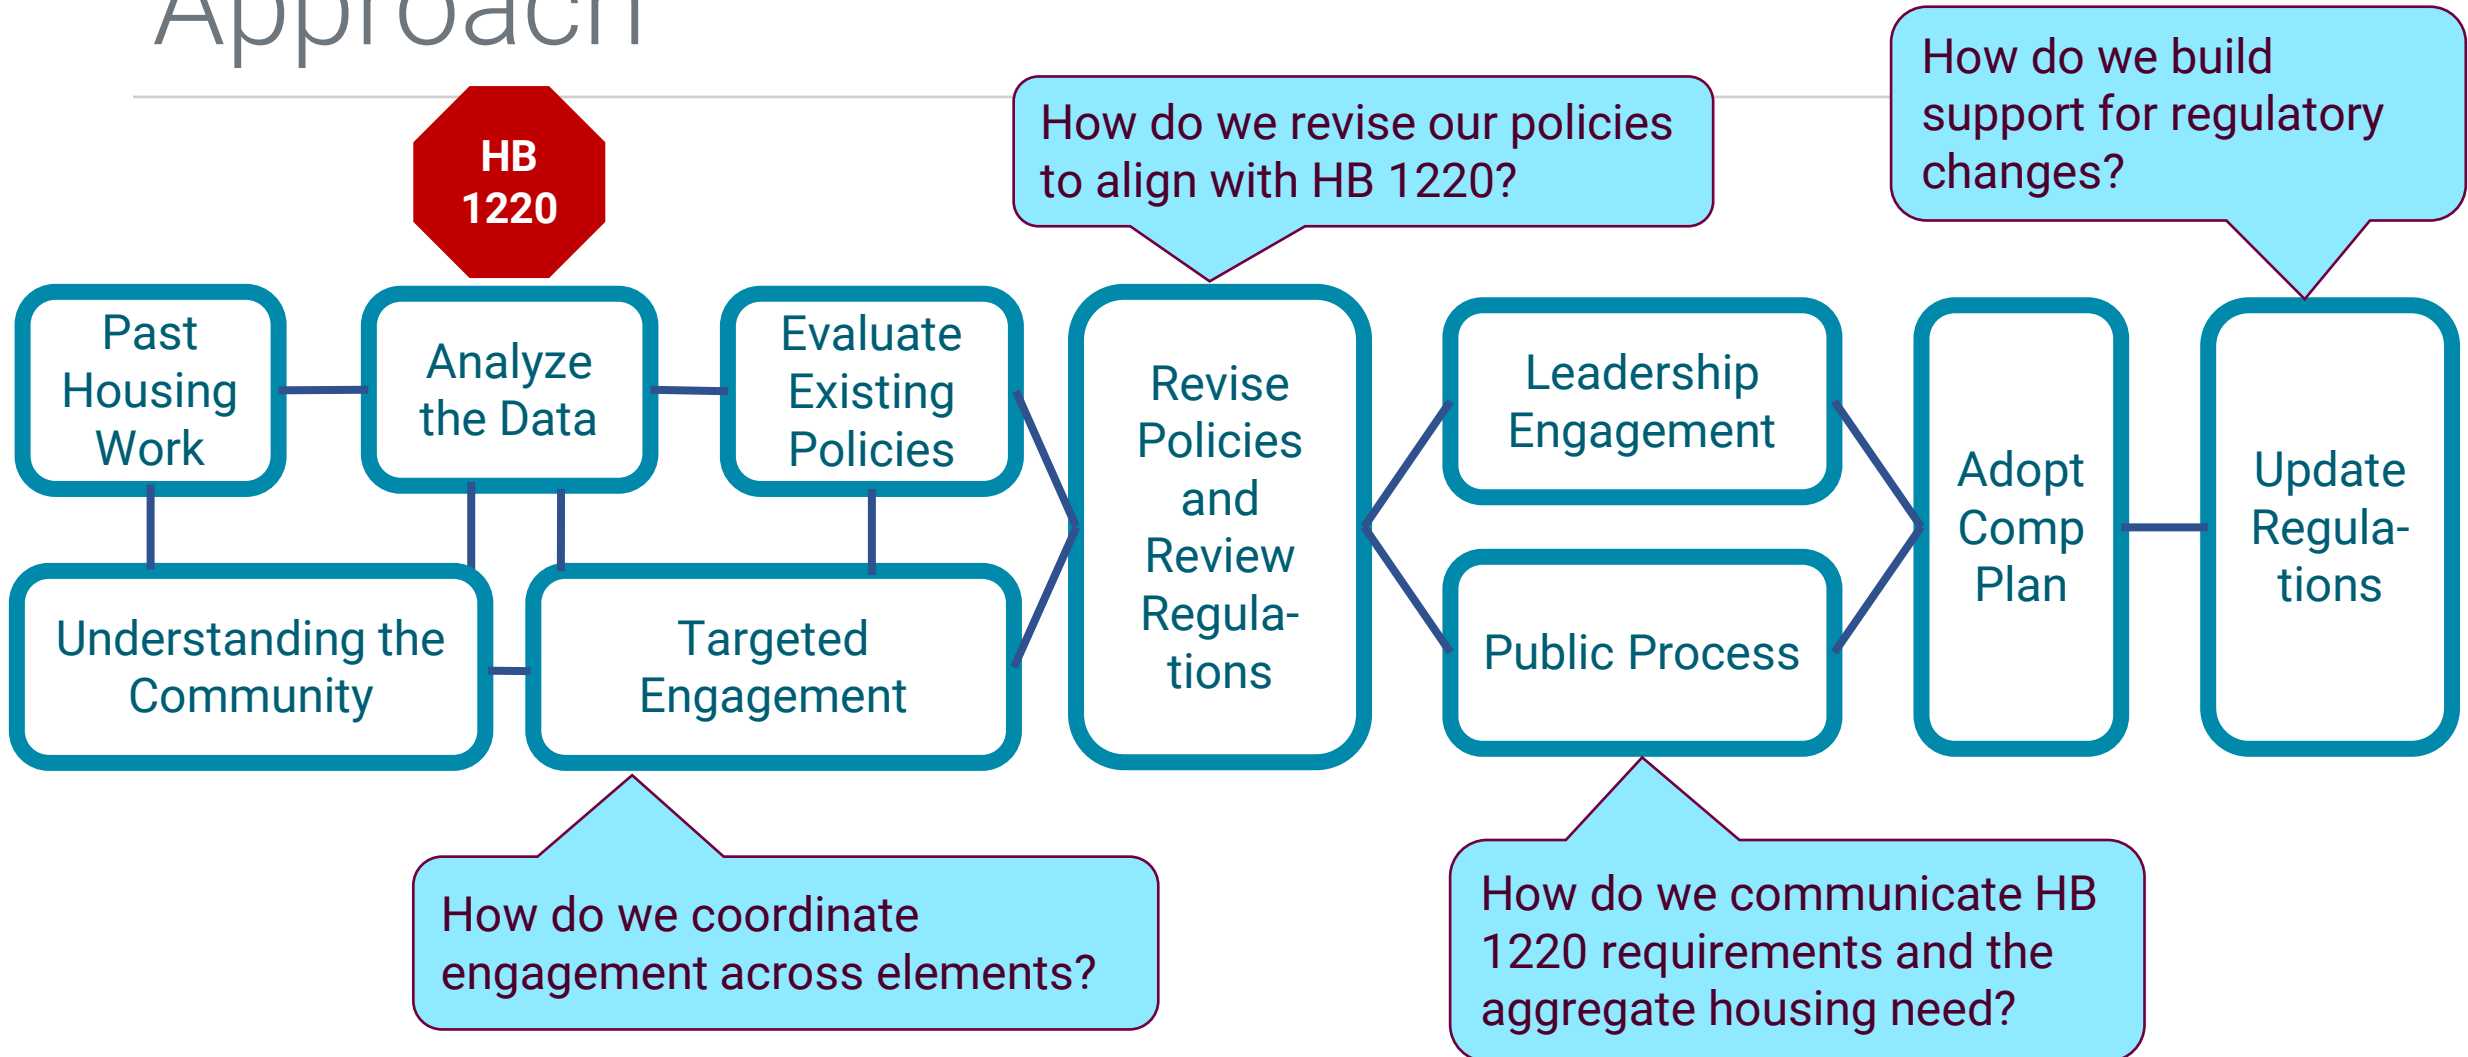 Approach
HB
1220
How do we revise our policies
to align with HB 1220?
How do we build
support for regulatory
changes?
Past
Housing
Work
Analyze
the Data
Evaluate
Existing
Policies
Understanding the
Community
Targeted
Engagement
Revise
Policies
and
Review
Regula-
tions
Leadership
Engagement
Public Process
Adopt
Comp
Plan
Update
Regula-
tions
How do we coordinate
engagement across elements?
How do we communicate HB
1220 requirements and the
aggregate housing need?